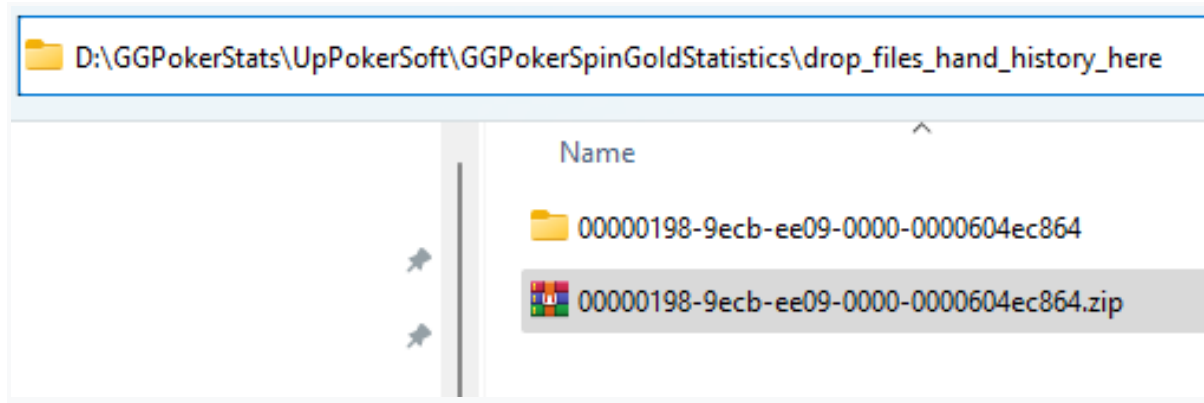 D:\GGPokerStats\UpPokerSoft\GGPokerSpinGoldStatistics\drop_files_hand_history_here
Name
00000198-9ecb-ee09-0000-0000604ec864
00000198-9ecb-ee09-0000-0000604ec864.zip